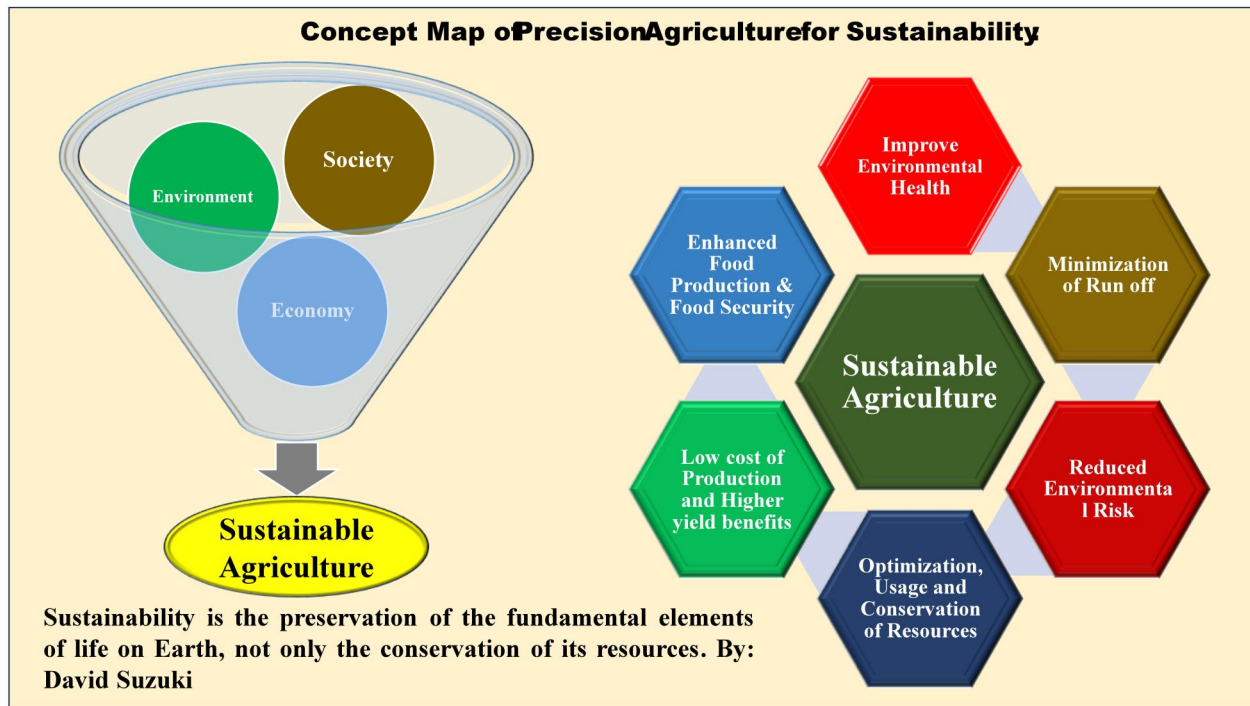 Concept Map of Precision Agriculture for Sustainability.
Society
Environment
Economy
Sustainable
Agriculture
Sustainability is the preservation of the fundamental elements
of life on Earth, not only the conservation of its resources. By:
David Suzuki
Improve
Environmental
Health
Minimization
of Run off
Reduced
Environmenta
l Risk
Optimization,
Usage and
Conservation
of Resources
Low cost of
Production
and Higher
yield benefits
Enhanced
Food
Production &
Food Security
Sustainable
Agriculture